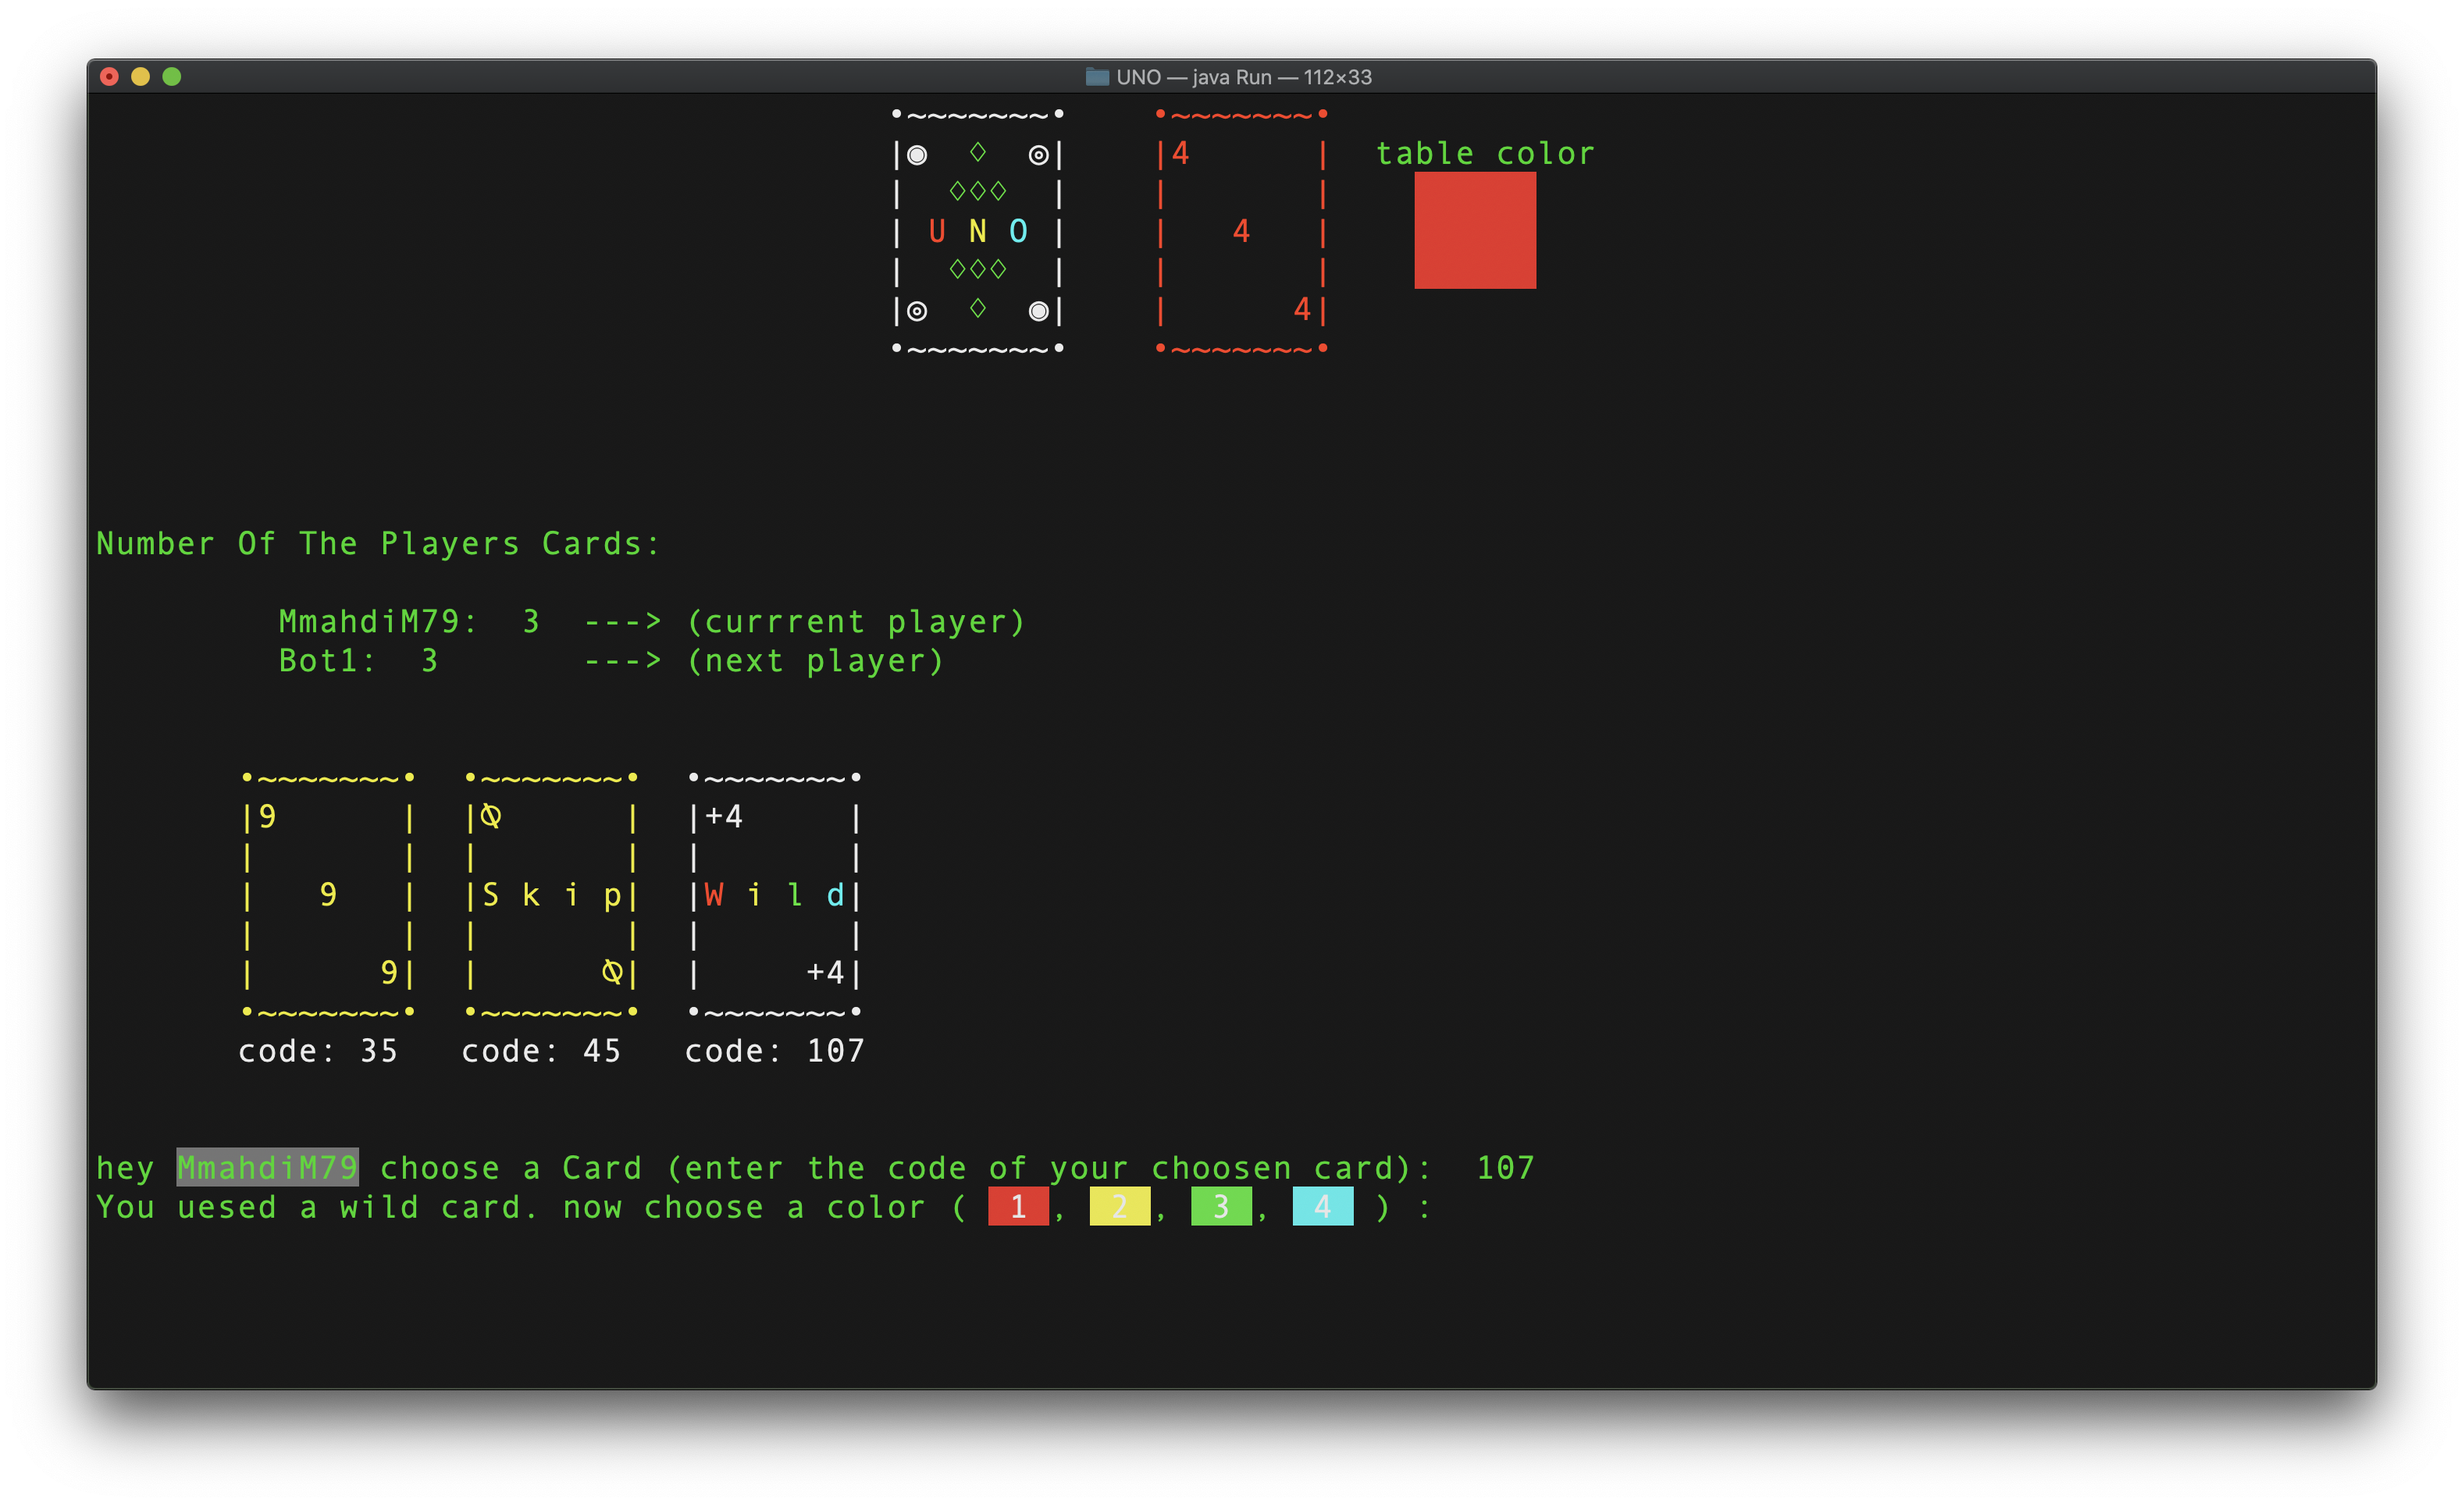 UNO — java Run — 112×33
•~~~~~~~• •~~~~~~~•
|◉ ♢ ◎| |4 | table color
| ♢♢♢ | | |
| U N O | | 4 |
| ♢♢♢ | | |
|◎ ♢ ◉| | 4|
•~~~~~~~• •~~~~~~~•
Number Of The Players Cards:
MmahdiM79: 3 ---> (currrent player)
Bot1: 3 ---> (next player)
•~~~~~~~• •~~~~~~~• •~~~~~~~•
|9 | |⍉ | |+4 |
| | | | | |
| 9 | |S k i p| |W i l d|
| | | | | |
| 9| | ⍉| | +4|
•~~~~~~~• •~~~~~~~• •~~~~~~~•
code: 35 code: 45 code: 107
hey MmahdiM79 choose a Card (enter the code of your choosen card): 107
You uesed a wild card. now choose a color ( 1, 2, 3, 4 ) :